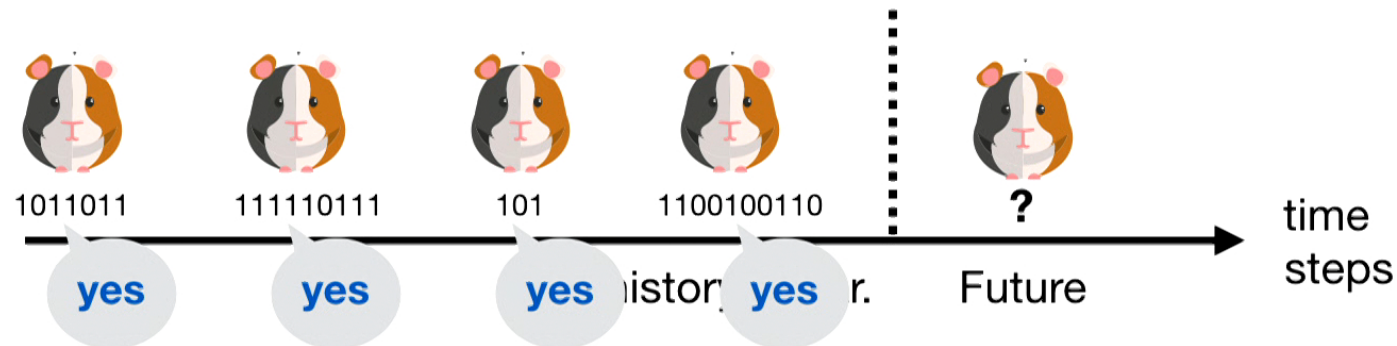 1011011 111110111 101 1100100110 ?
time
steps
yes yes yes yes Future